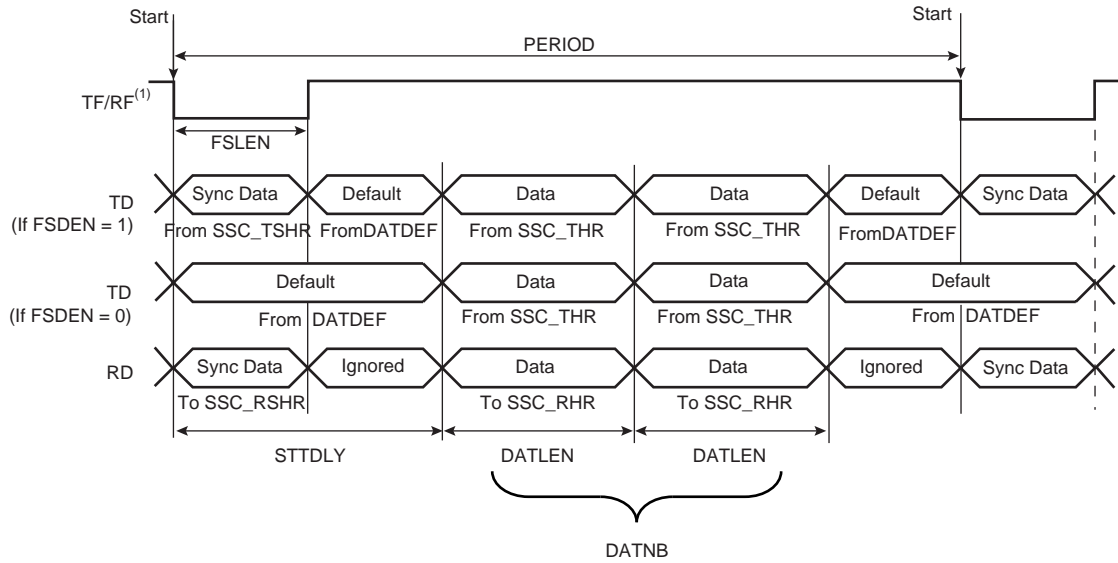 Start Start
PERIOD
TF/RF(1)
FSLEN
TD
(If FSDEN = 1)
Sync Data Default Data Data Default Sync Data
From SSC_TSHR FromDATDEF From SSC_THR From SSC_THR FromDATDEF
TD
(If FSDEN = 0)
Default Data Data Default
From DATDEF From SSC_THR From SSC_THR From DATDEF
RD
Sync Data Ignored Data Data Ignored Sync Data
To SSC_RSHR To SSC_RHR To SSC_RHR
STTDLY DATLEN DATLEN
DATNB